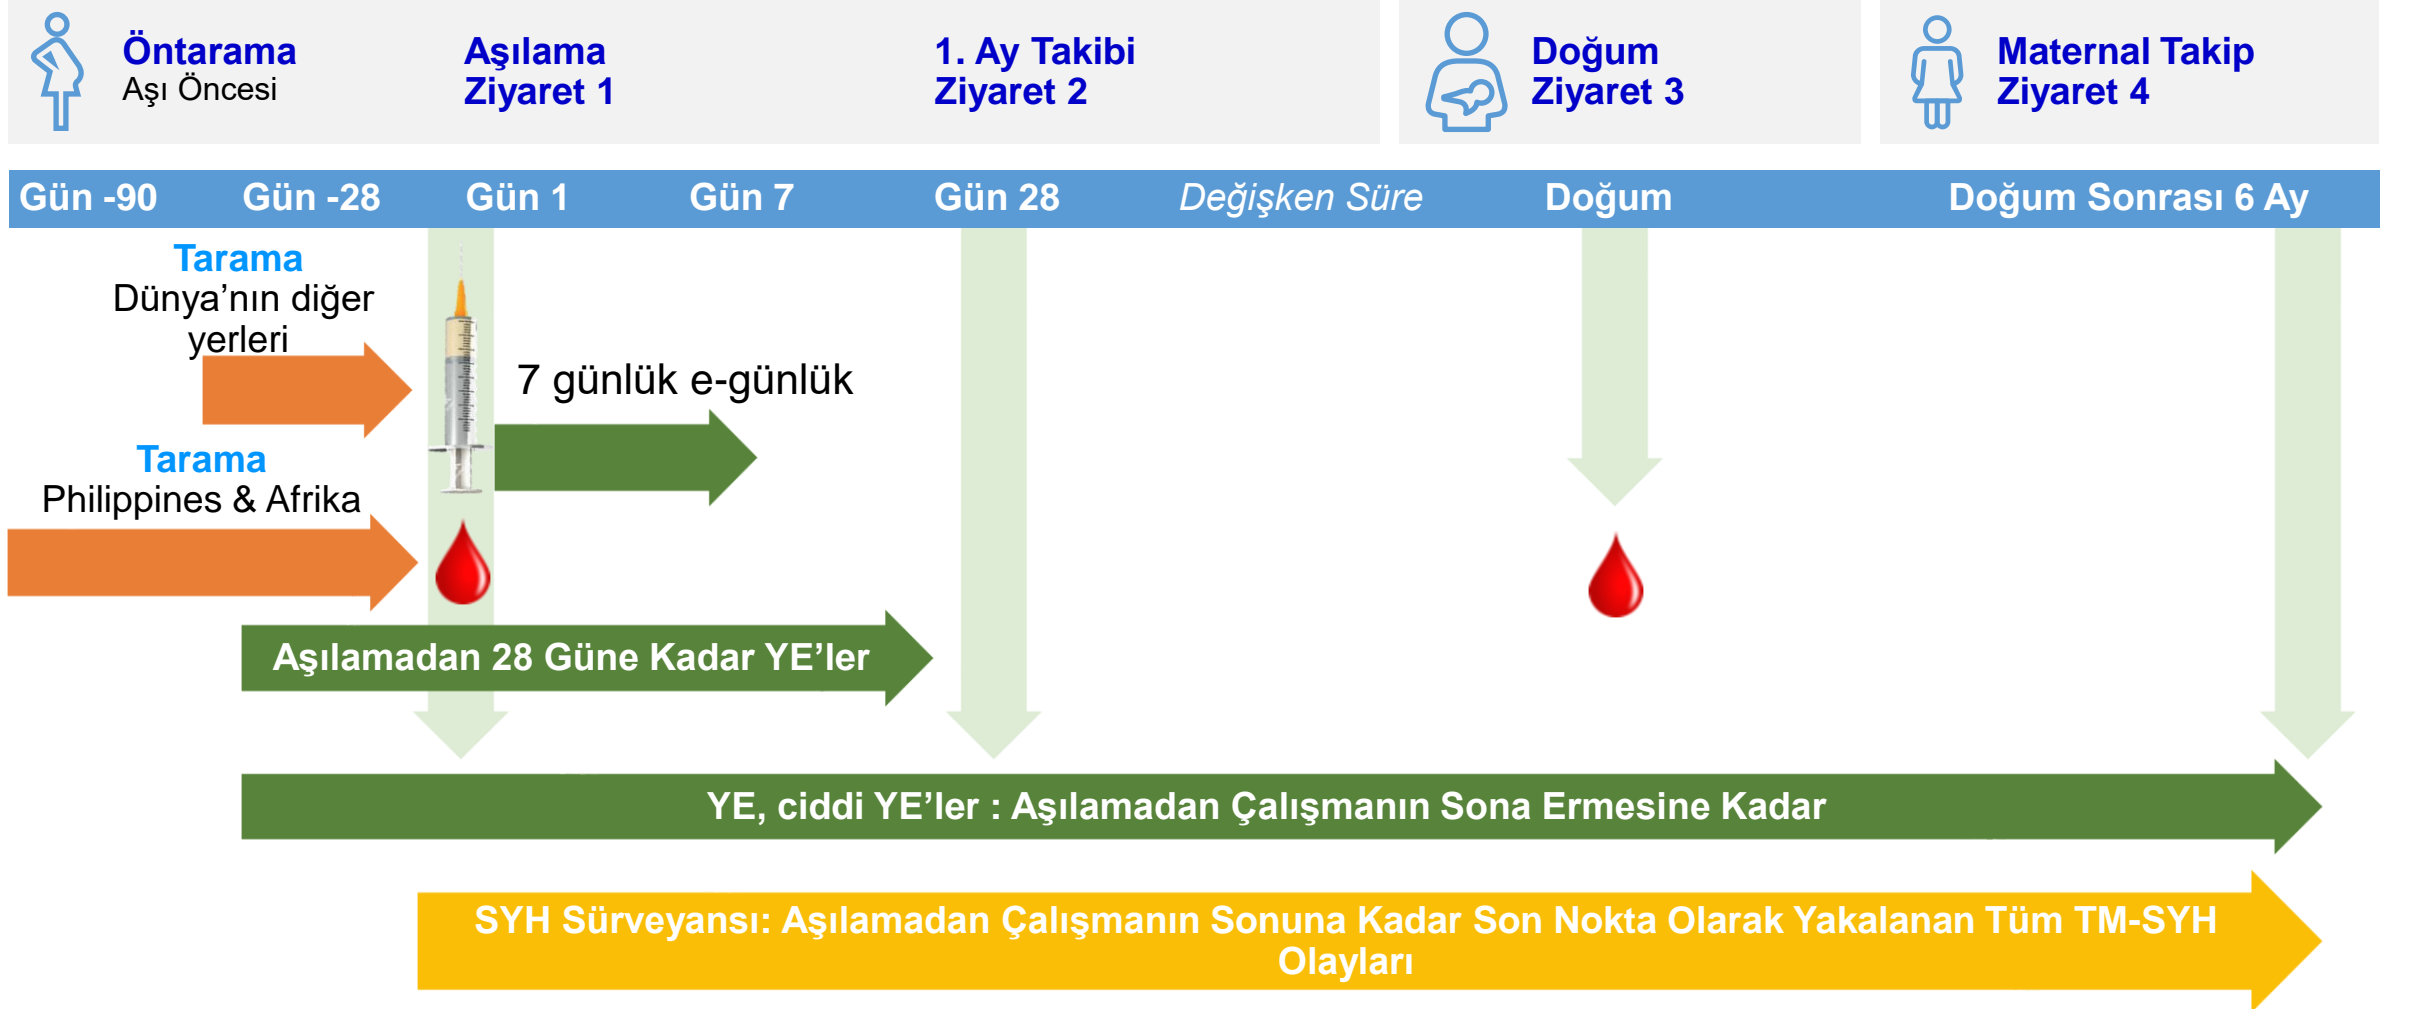 Öntarama
Aşı Öncesi
Aşılama
Ziyaret 1
1. Ay Takibi
Ziyaret 2
Doğum
Ziyaret 3
Maternal Takip
Ziyaret 4
Gün -90
Gün -28
Gün 1
Gün 7
Gün 28
Değişken Süre
Doğum
Doğum Sonrası 6 Ay
Tarama
Dünya’nın diğer
yerleri
7 günlük e-günlük
Tarama
Philippines & Afrika
Aşılamadan 28 Güne Kadar YE’ler
YE, ciddi YE’ler : Aşılamadan Çalışmanın Sona Ermesine Kadar
SYH Sürveyansı: Aşılamadan Çalışmanın Sonuna Kadar Son Nokta Olarak Yakalanan Tüm TM-SYH
Olayları